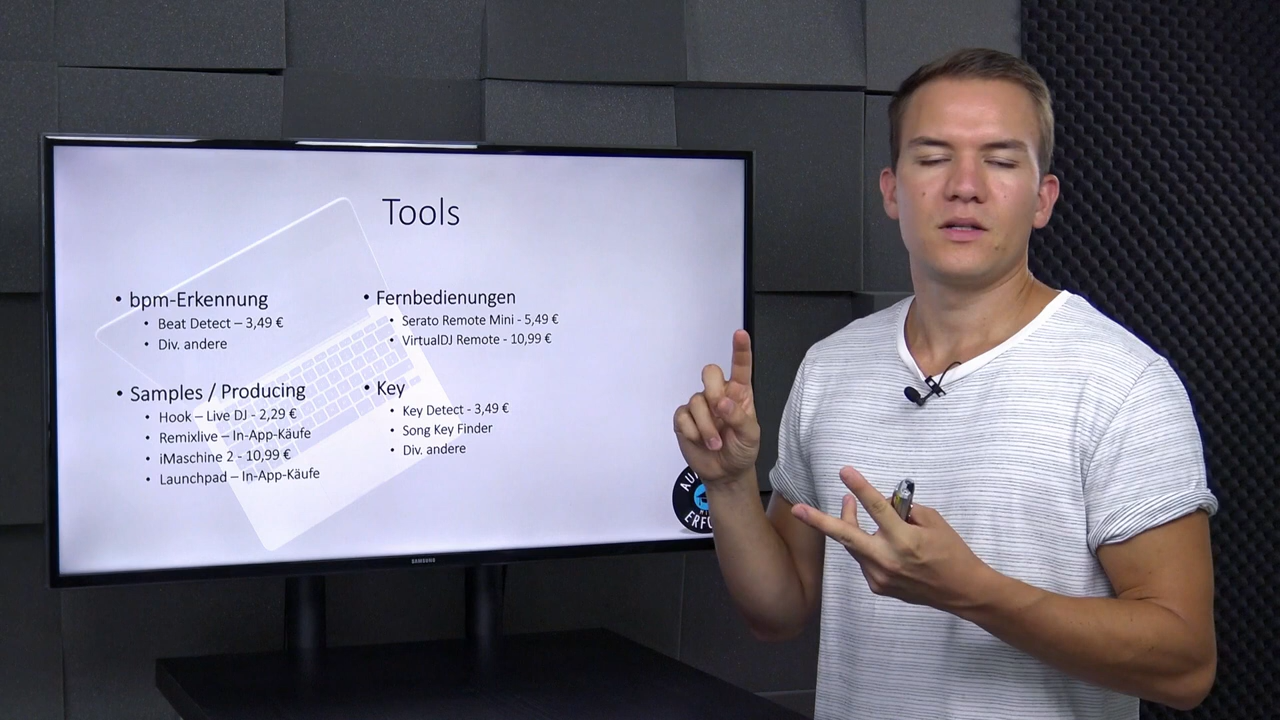 Tools
• bpm-Erkennung
• Beat Detect – 3,49 €
• Div. andere
• Samples / Producing
• Hook – Live DJ - 2,29 €
• Remixlive – In-App-Käufe
• iMaschine 2 - 10,99 €
• Launchpad – In-App-Käufe
• Fernbedienungen
• Serato Remote Mini - 5,49 €
• VirtualDJ Remote - 10,99 €
• Key
• Key Detect - 3,49 €
• Song Key Finder
• Div. andere
SAMSUNG